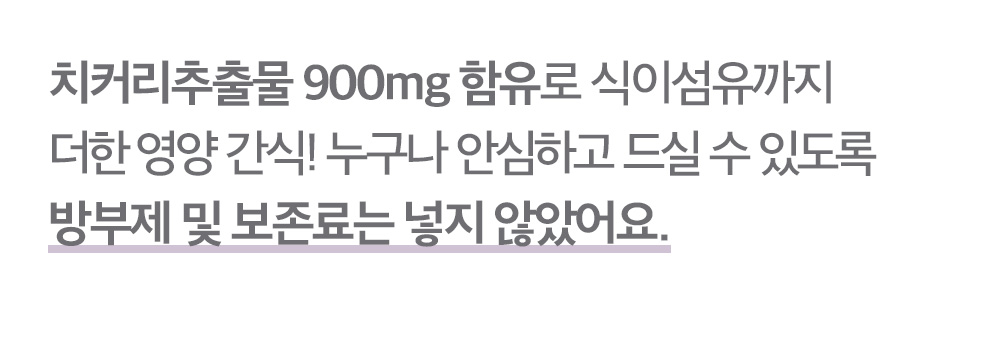 치커리추출물 900mg 함유로 식이섬유까지
더한 영양 간식! 누구나 안심하고 드실 수 있도록
방부제 및 보존료는 넣지 않았어요.